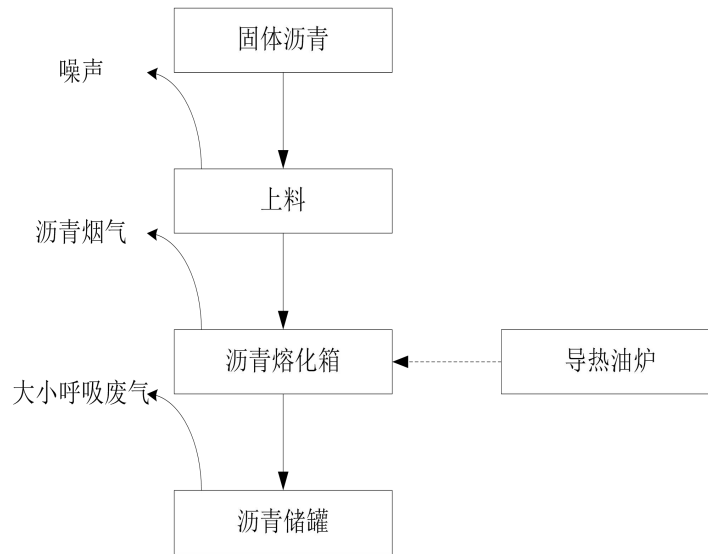 固体沥青
噪声
上料
沥青烟气
沥青熔化箱
导热油炉
大小呼吸废气
沥青储罐